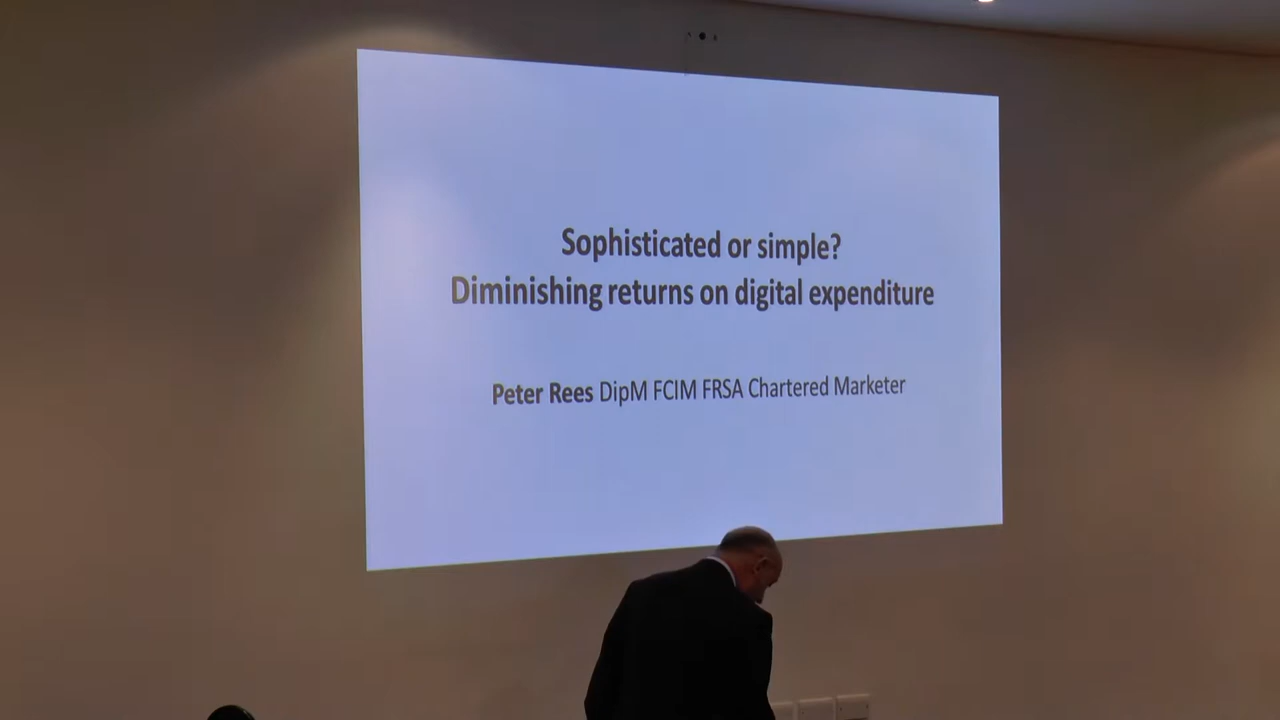 Sophisticated or simple?
Diminishing returns on digital expenditure
Peter Rees DipM FCIM FRSA Chartered Marketer